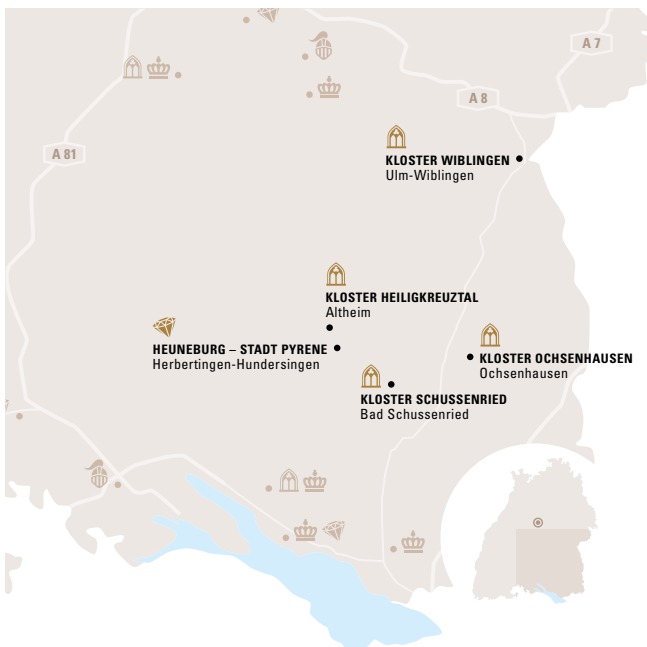 A 7
A 8
A 81
KLOSTER WIBLINGEN
Ulm-Wiblingen
KLOSTER HEILIGKREUZTAL
Altheim
HEUNEBURG – STADT PYRENE
Herbertingen-Hundersingen
KLOSTER OCHSENHAUSEN
Ochsenhausen
KLOSTER SCHUSSENRIED
Bad Schussenried